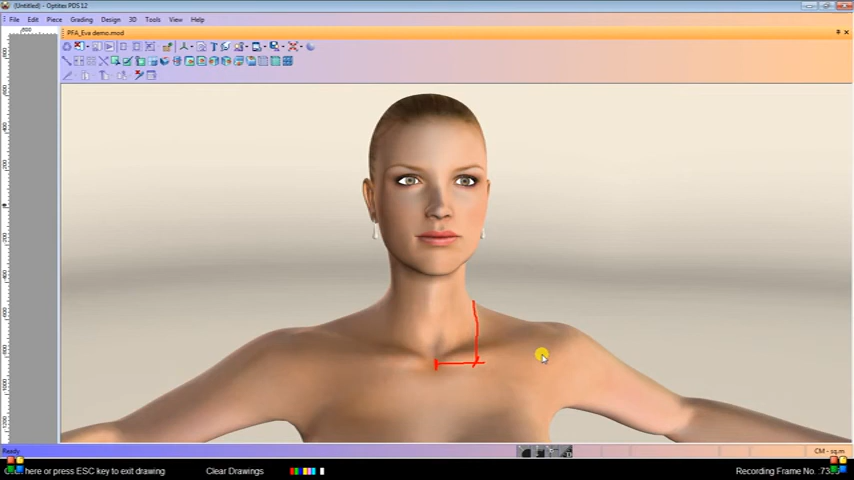 (Untitled) - Optitex PDS 12
File Edit Piece Grading Design 3D Tools View Help
PFA_Eva demo.mod
Ready
CM - sq.m
here or press ESC key to exit drawing
Clear Drawings
Recording Frame No. :